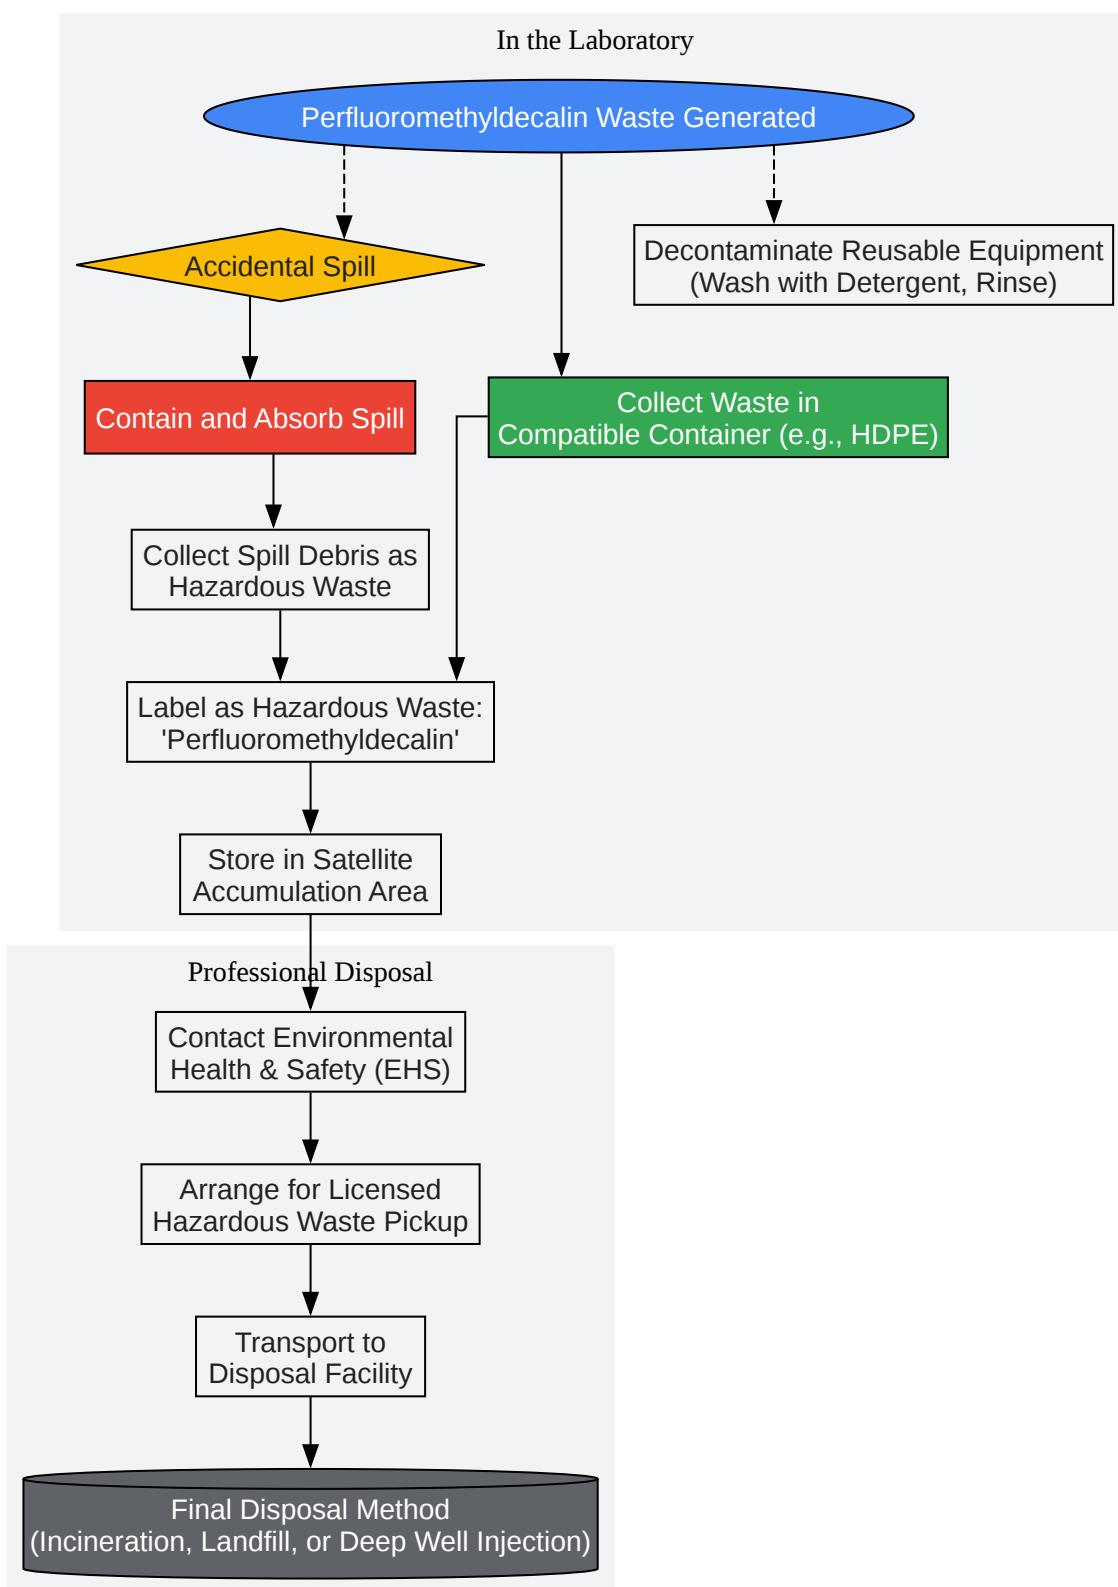 In the Laboratory
Perfluoromethyldecalin Waste Generated
Accidental Spill
Decontaminate Reusable Equipment
(Wash with Detergent, Rinse)
Contain and Absorb Spill
Collect Waste in
Compatible Container (e.g., HDPE)
Collect Spill Debris as
Hazardous Waste
Label as Hazardous Waste:
'Perfluoromethyldecalin'
Store in Satellite
Accumulation Area
Professional Disposal
Contact Environmental
Health & Safety (EHS)
Arrange for Licensed
Hazardous Waste Pickup
Transport to
Disposal Facility
Final Disposal Method
(Incineration, Landfill, or Deep Well Injection)